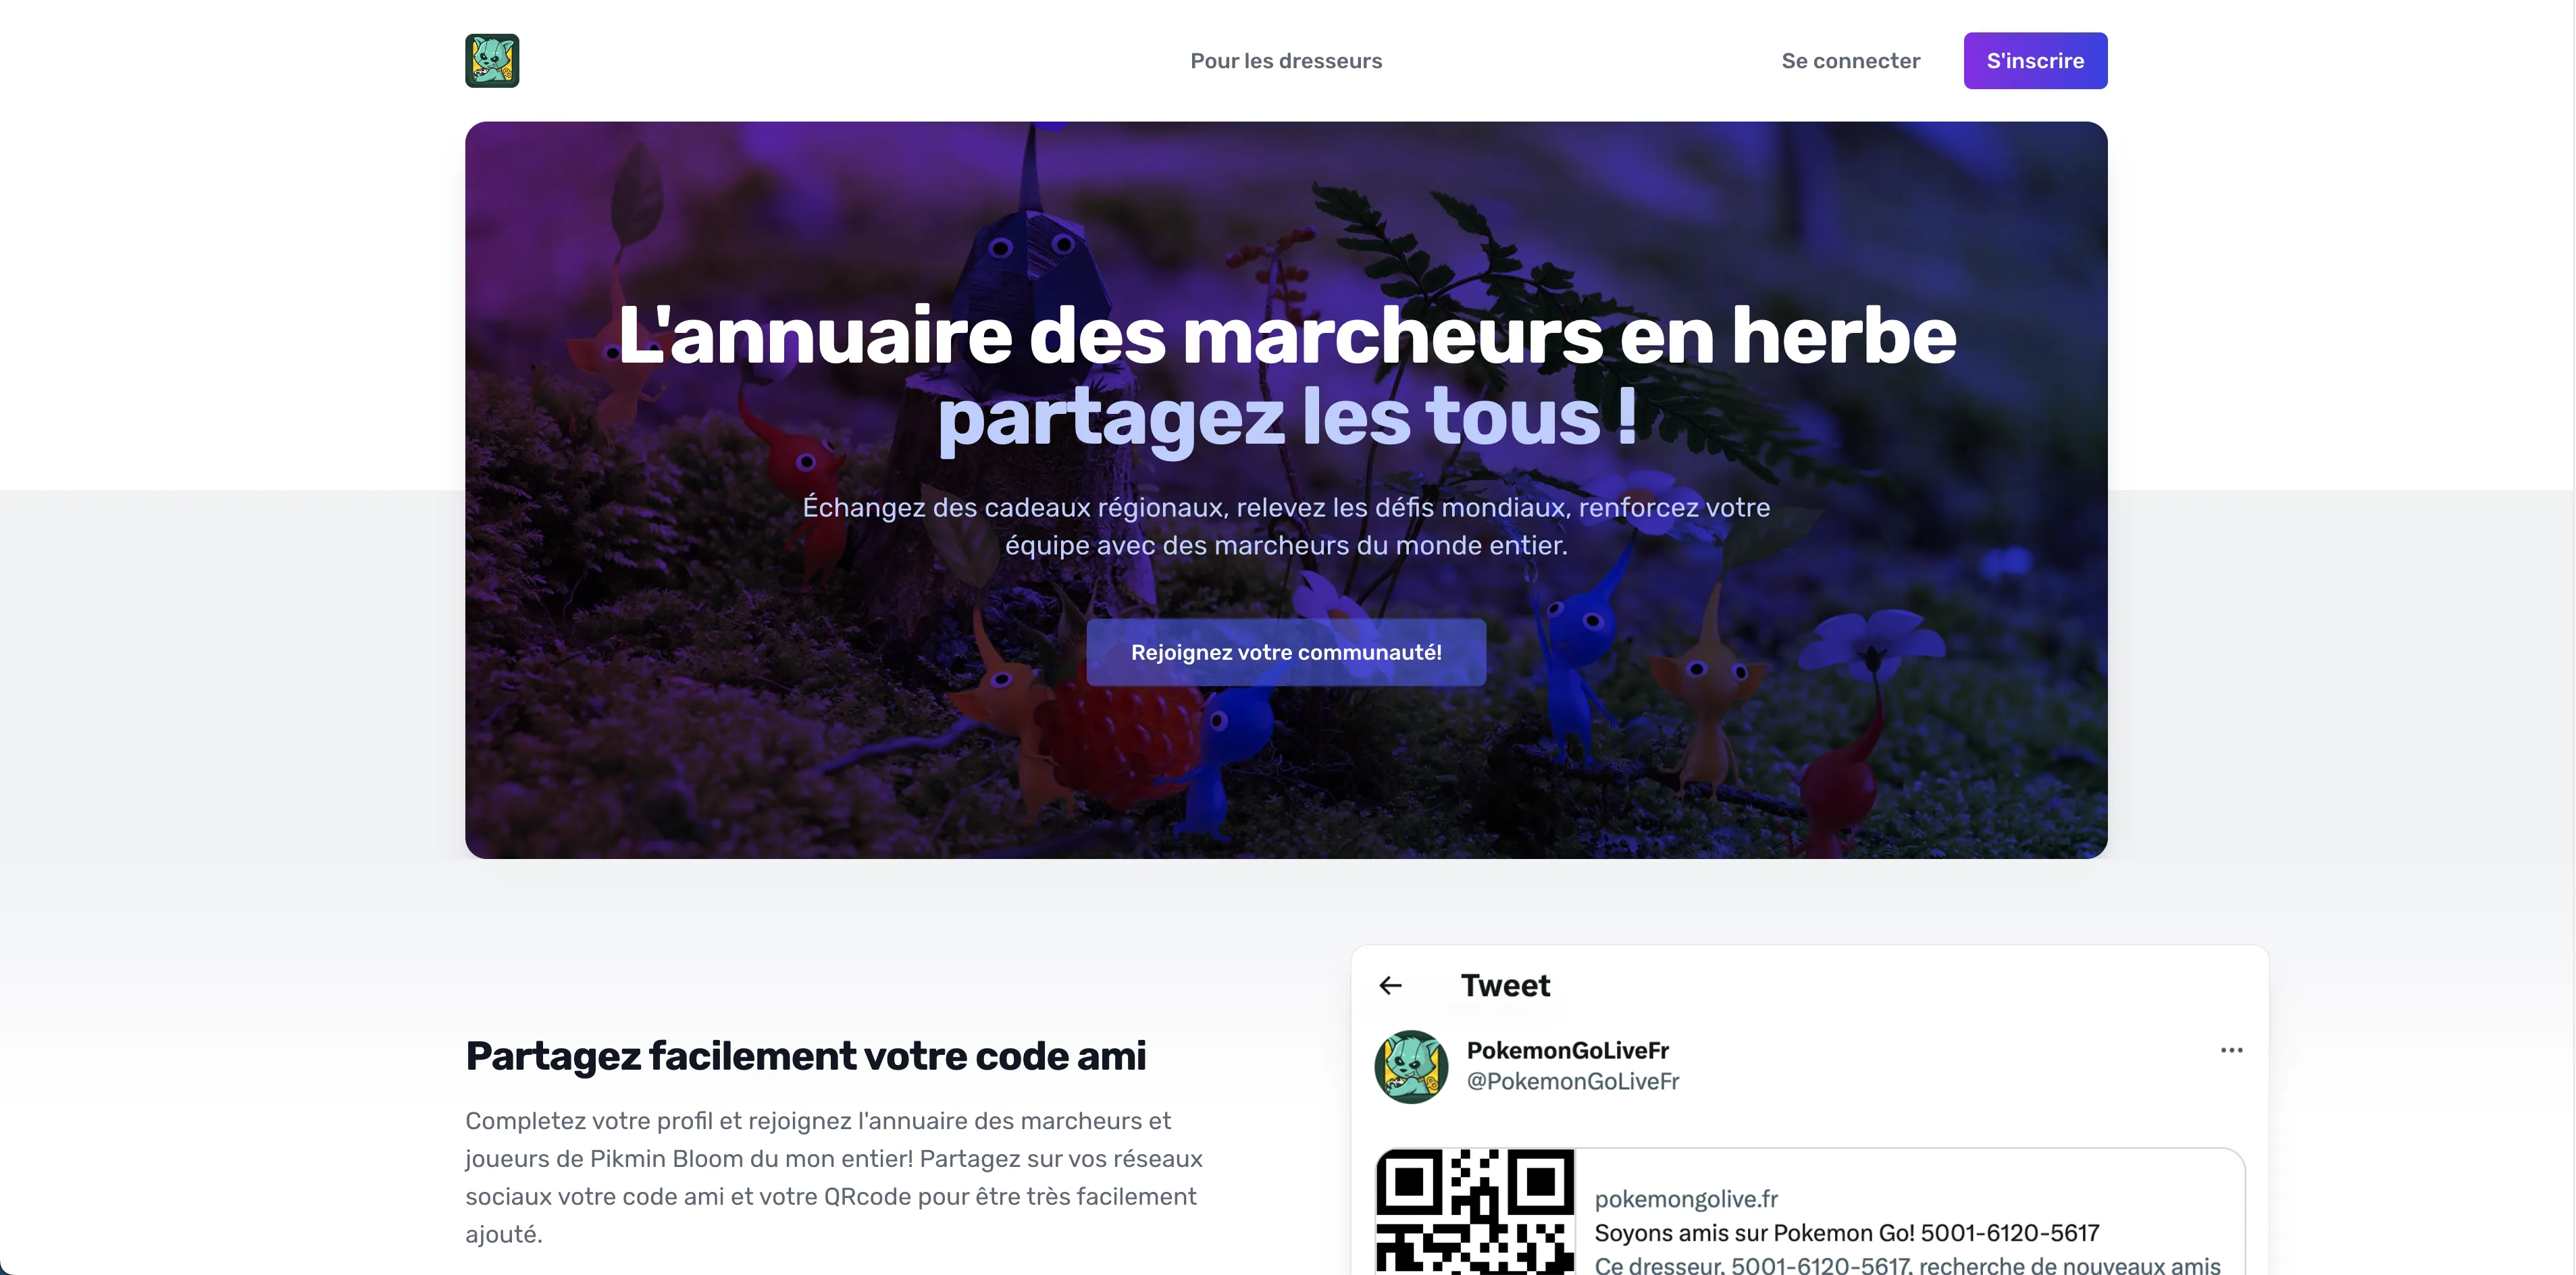 Pour les dresseurs
Se connecter
S'inscrire
L'annuaire des marcheurs en herbe
partagez les tous !
Échangez des cadeaux régionaux, relevez les défis mondiaux, renforcez votre
équipe avec des marcheurs du monde entier.
Rejoignez votre communauté!
Partagez facilement votre code ami
Completez votre profil et rejoignez l'annuaire des marcheurs et
joueurs de Pikmin Bloom du mon entier! Partagez sur vos réseaux
sociaux votre code ami et votre QRcode pour être très facilement
ajouté.
Tweet
PokemonGoLiveFr
@PokemonGoLiveFr
pokemongolive.fr
Soyons amis sur Pokemon Go! 5001-6120-5617
Ce dresseur, 5001-6120-5617, recherche de nouveaux amis